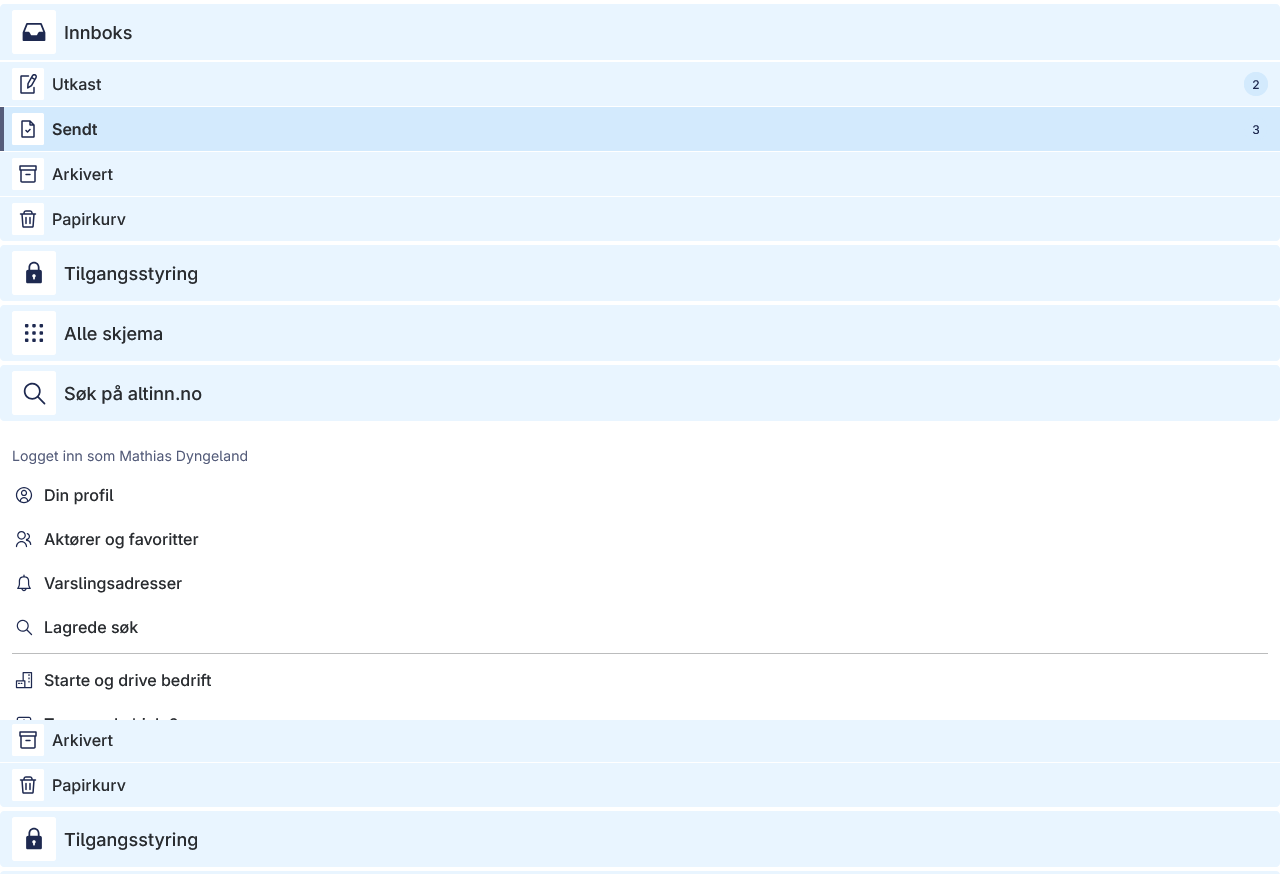 Innboks
Utkast 2
Sendt 3
Arkivert
Papirkurv
Tilgangsstyring
Alle skjema
Søk på altinn.no
Logget inn som Mathias Dyngeland
Din profil
Aktører og favoritter
Varslingsadresser
Lagrede søk
Starte og drive bedrift
Arkivert
Papirkurv
Tilgangsstyring